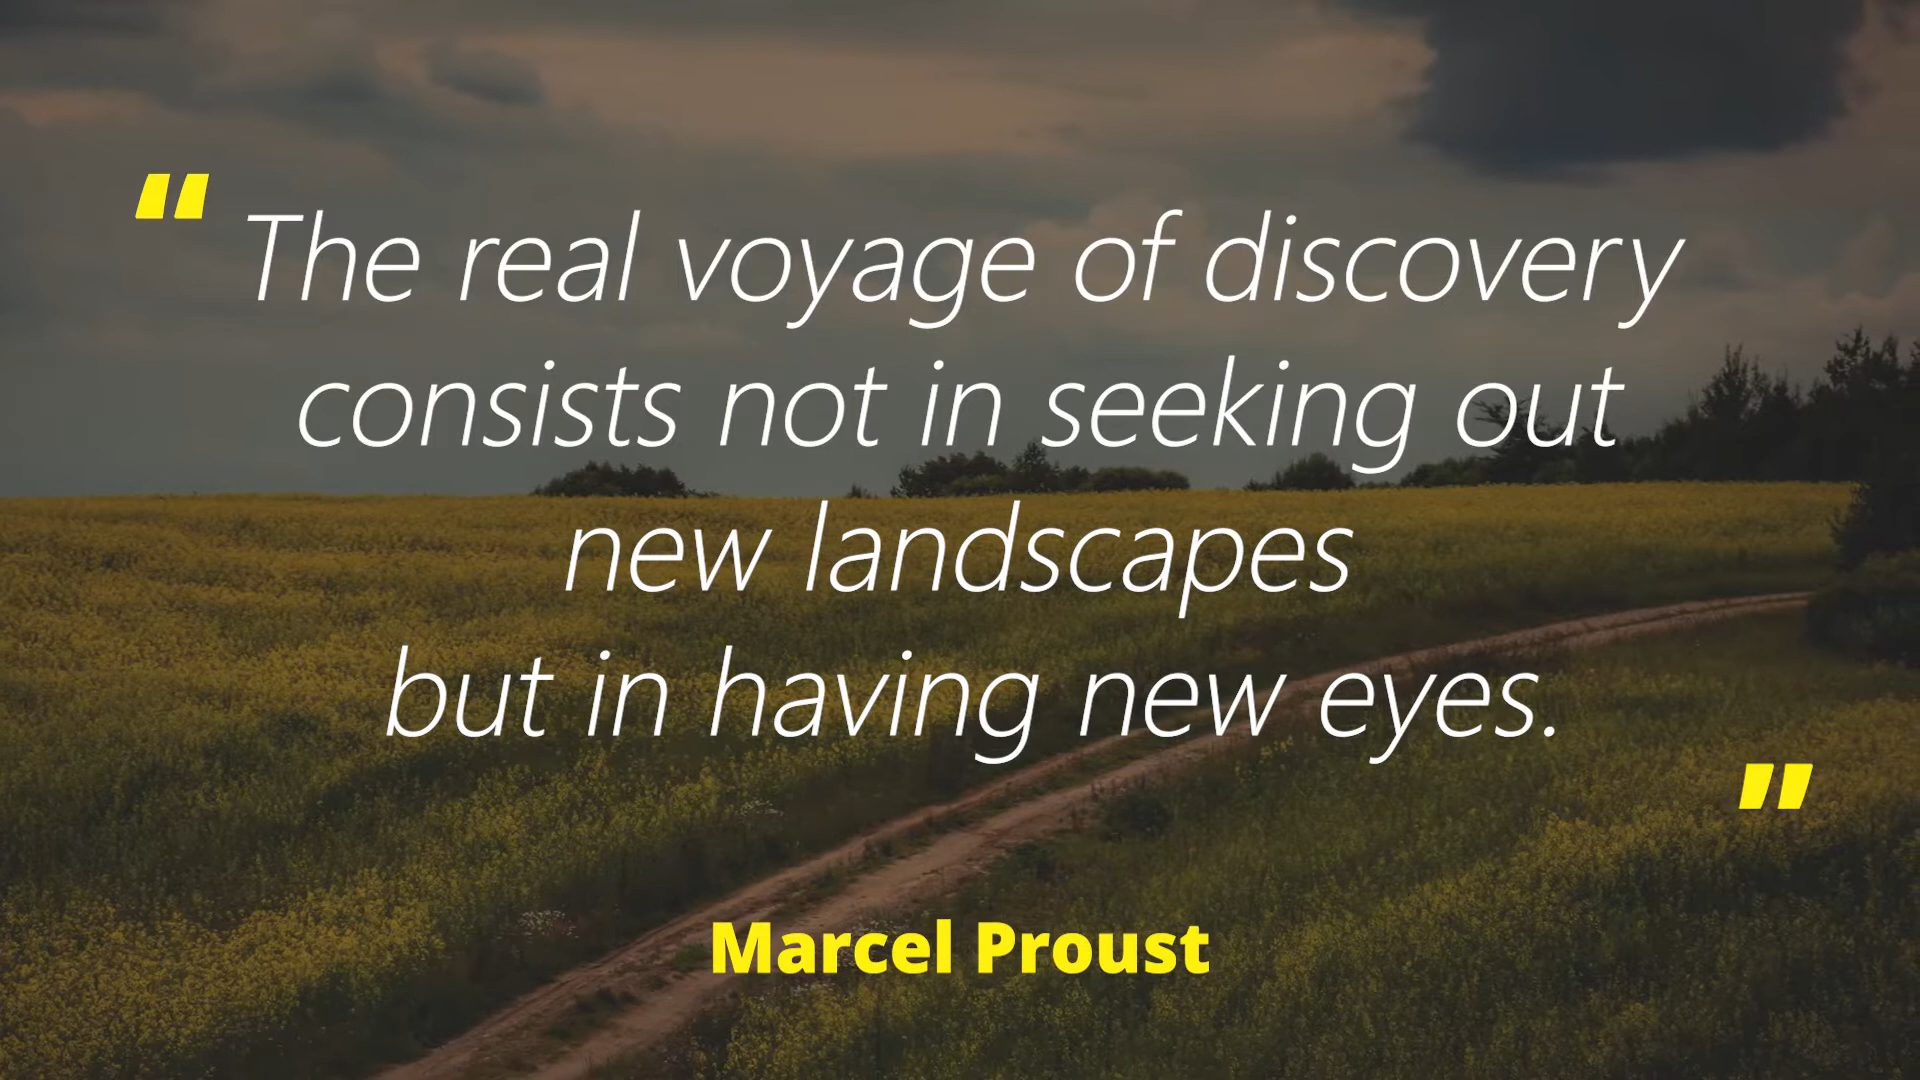 “ The real voyage of discovery
consists not in seeking out
new landscapes
but in having new eyes.
”
Marcel Proust